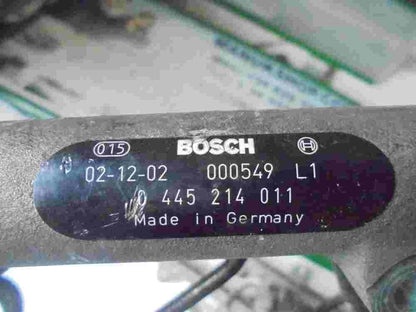 015 BOSCH
02-12-02 000549 L1
0 445 214 011
Made in Germany